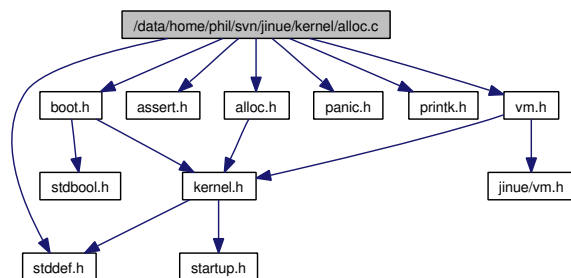 /data/home/phil/svn/jinue/kernel/alloc.c
boot.h
assert.h
alloc.h
panic.h
printk.h
vm.h
stdbool.h
kernel.h
jinue/vm.h
stddef.h
startup.h